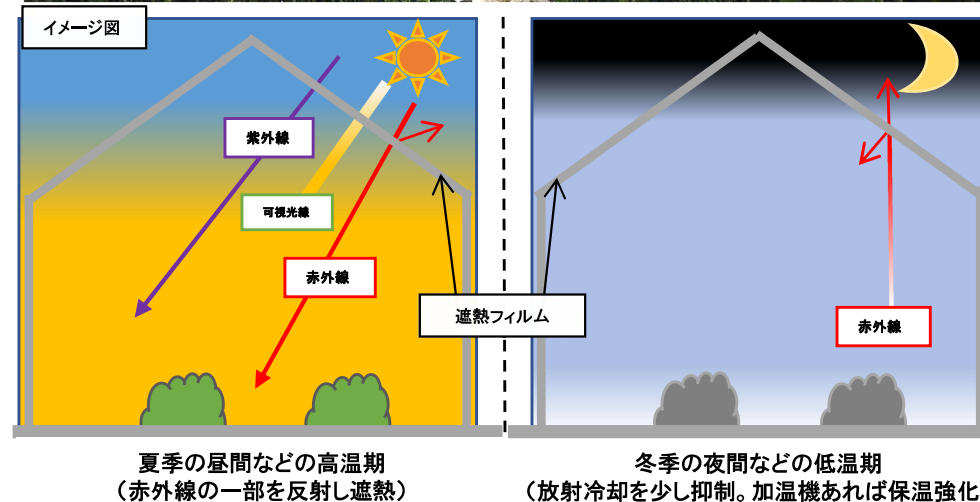 イメージ図
紫外線
可視光線
赤外線
遮熱フィルム
赤外線
夏季の昼間などの高温期
(赤外線の一部を反射し遮熱)
冬季の夜間などの低温期
(放射冷却を少し抑制。加温機あれば保温強化